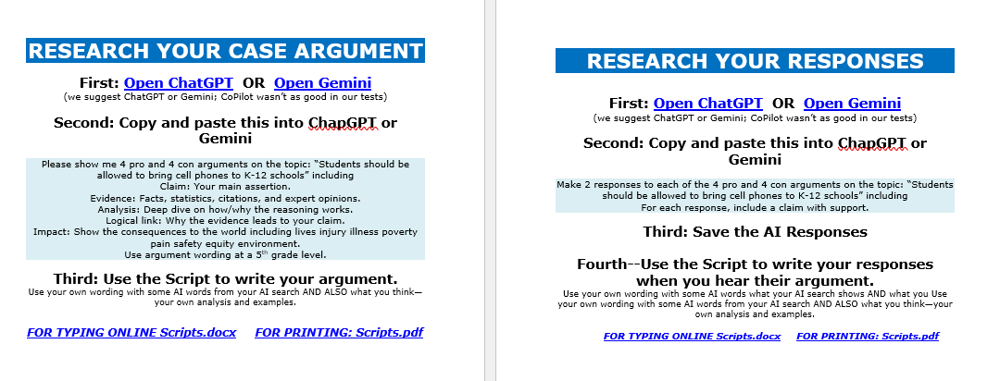 RESEARCH YOUR CASE ARGUMENT
First: Open ChatGPT OR Open Gemini
(we suggest ChatGPT or Gemini; CoPilot wasn't as good in our tests)
Second: Copy and paste this into ChapGPT or
Gemini
Please show me 4 pro and 4 con arguments on the topic: “Students should be
allowed to bring cell phones to K-12 schools” including
Claim: Your main assertion.
Evidence: Facts, statistics, citations, and expert opinions.
Analysis: Deep dive on how/why the reasoning works.
Logical link: Why the evidence leads to your claim.
Impact: Show the consequences to the world including lives injury illness poverty
pain safety equity environment.
Use argument wording at a 5th grade level.
Third: Use the Script to write your argument.
Use your own wording with some AI words from your AI search AND ALSO what you think—
your own analysis and examples.
FOR TYPING ONLINE Scripts.docx FOR PRINTING: Scripts.pdf
RESEARCH YOUR RESPONSES
First: Open ChatGPT OR Open Gemini
(we suggest ChatGPT or Gemini; CoPilot wasn't as good in our tests)
Second: Copy and paste this into ChapGPT or
Gemini
Make 2 responses to each of the 4 pro and 4 con arguments on the topic: “Students
should be allowed to bring cell phones to K-12 schools” including
For each response, include a claim with support.
Third: Save the AI Responses
Fourth--Use the Script to write your responses
when you hear their argument.
Use your own wording with some AI words what your AI search shows AND what you Use
your own wording with some AI words from your AI search AND ALSO what you think—your
own analysis and examples.
FOR TYPING ONLINE Scripts.docx FOR PRINTING: Scripts.pdf